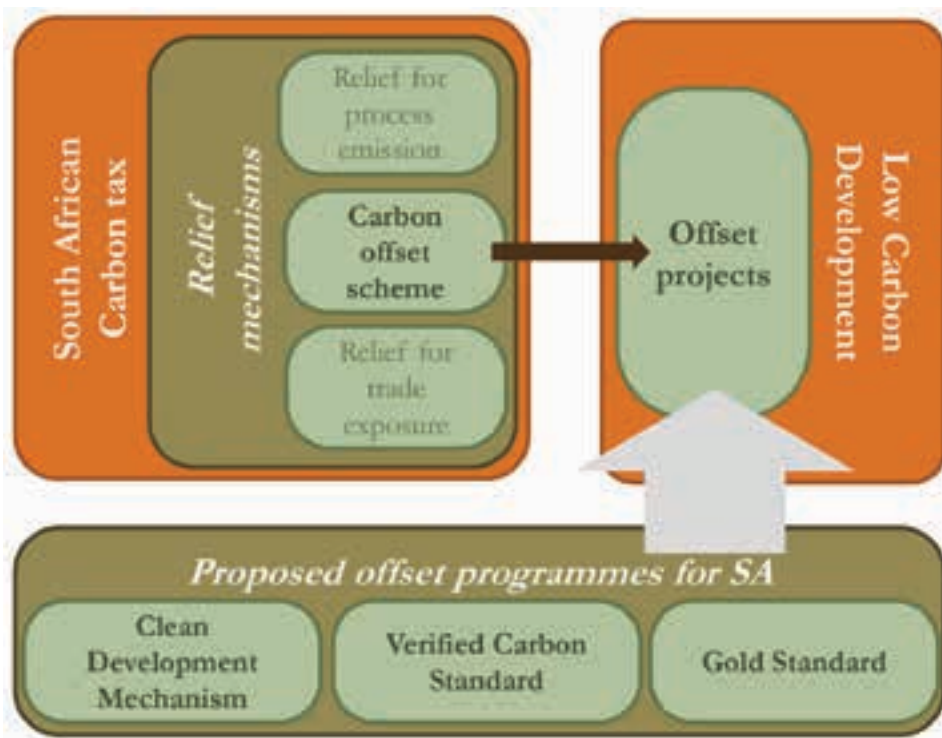 South African
Carbon tax
Relief
mechanisms
Relief for
process
emission
Carbon
offset
scheme
Relief for
trade
exposure
Offset
projects
Low Carbon
Development
Proposed offset programmes for SA
Clean
Development
Mechanism
Verified Carbon
Standard
Gold Standard